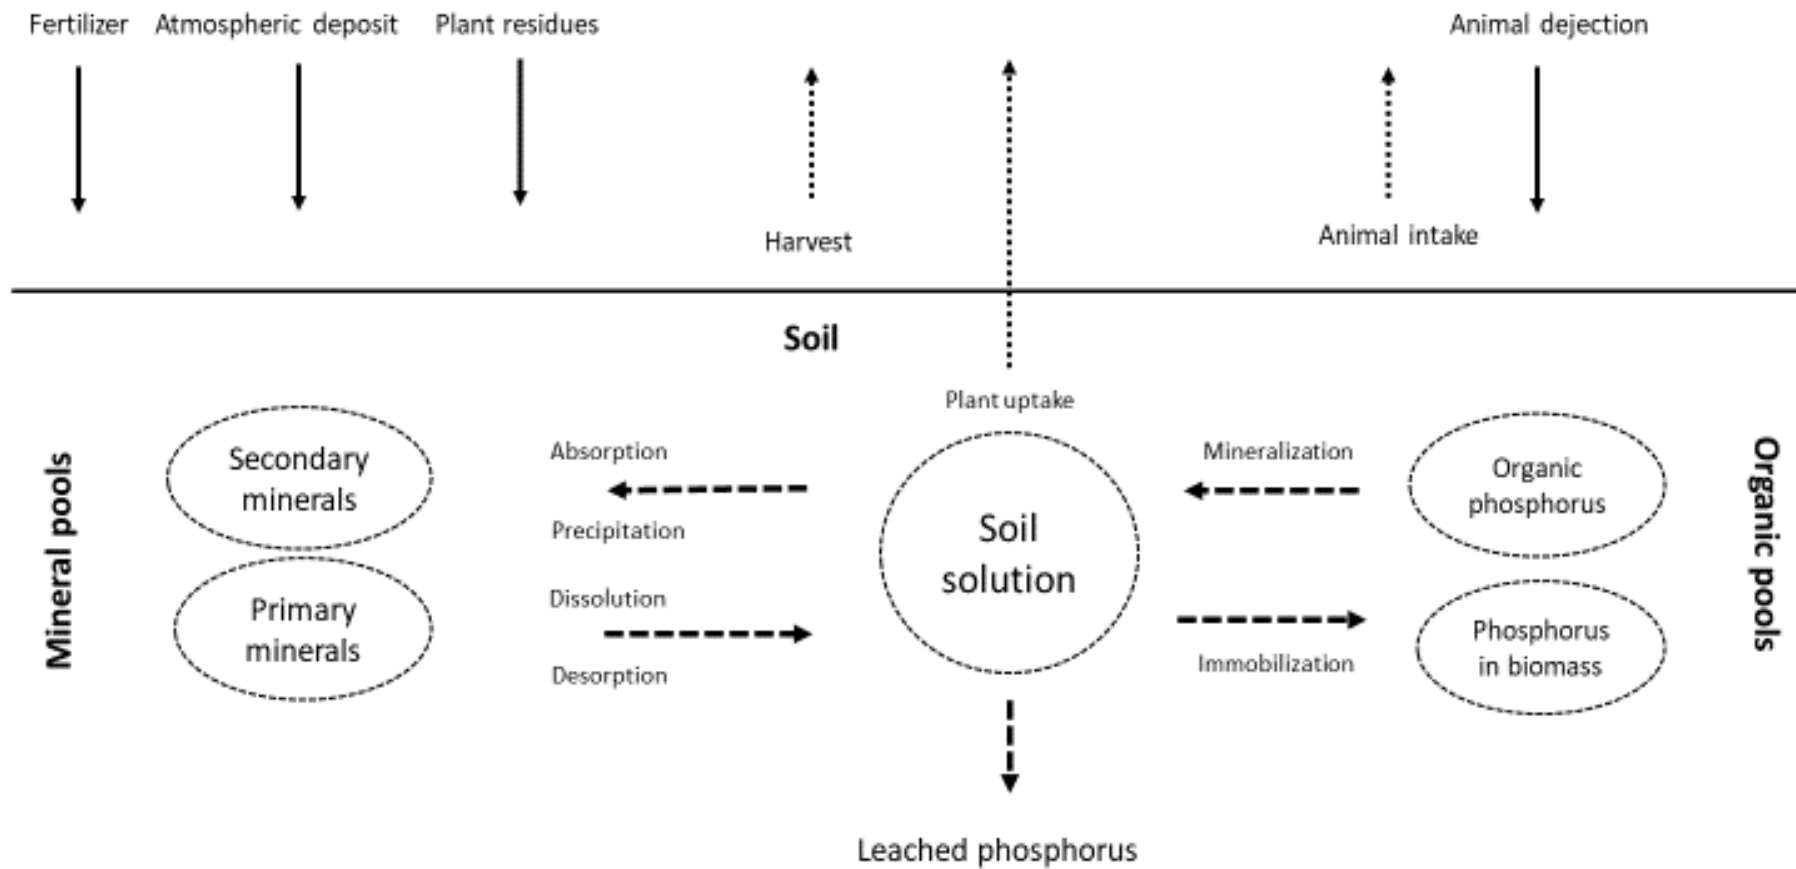 Fertilizer
Atmospheric deposit
Plant residues
Animal dejection
Harvest
Animal intake
Soil
Plant uptake
Mineral pools
Secondary
minerals
Primary
minerals
Absorption
Precipitation
Dissolution
Desorption
Soil
solution
Mineralization
Immobilization
Organic
phosphorus
Phosphorus
in biomass
Organic pools
Leached phosphorus